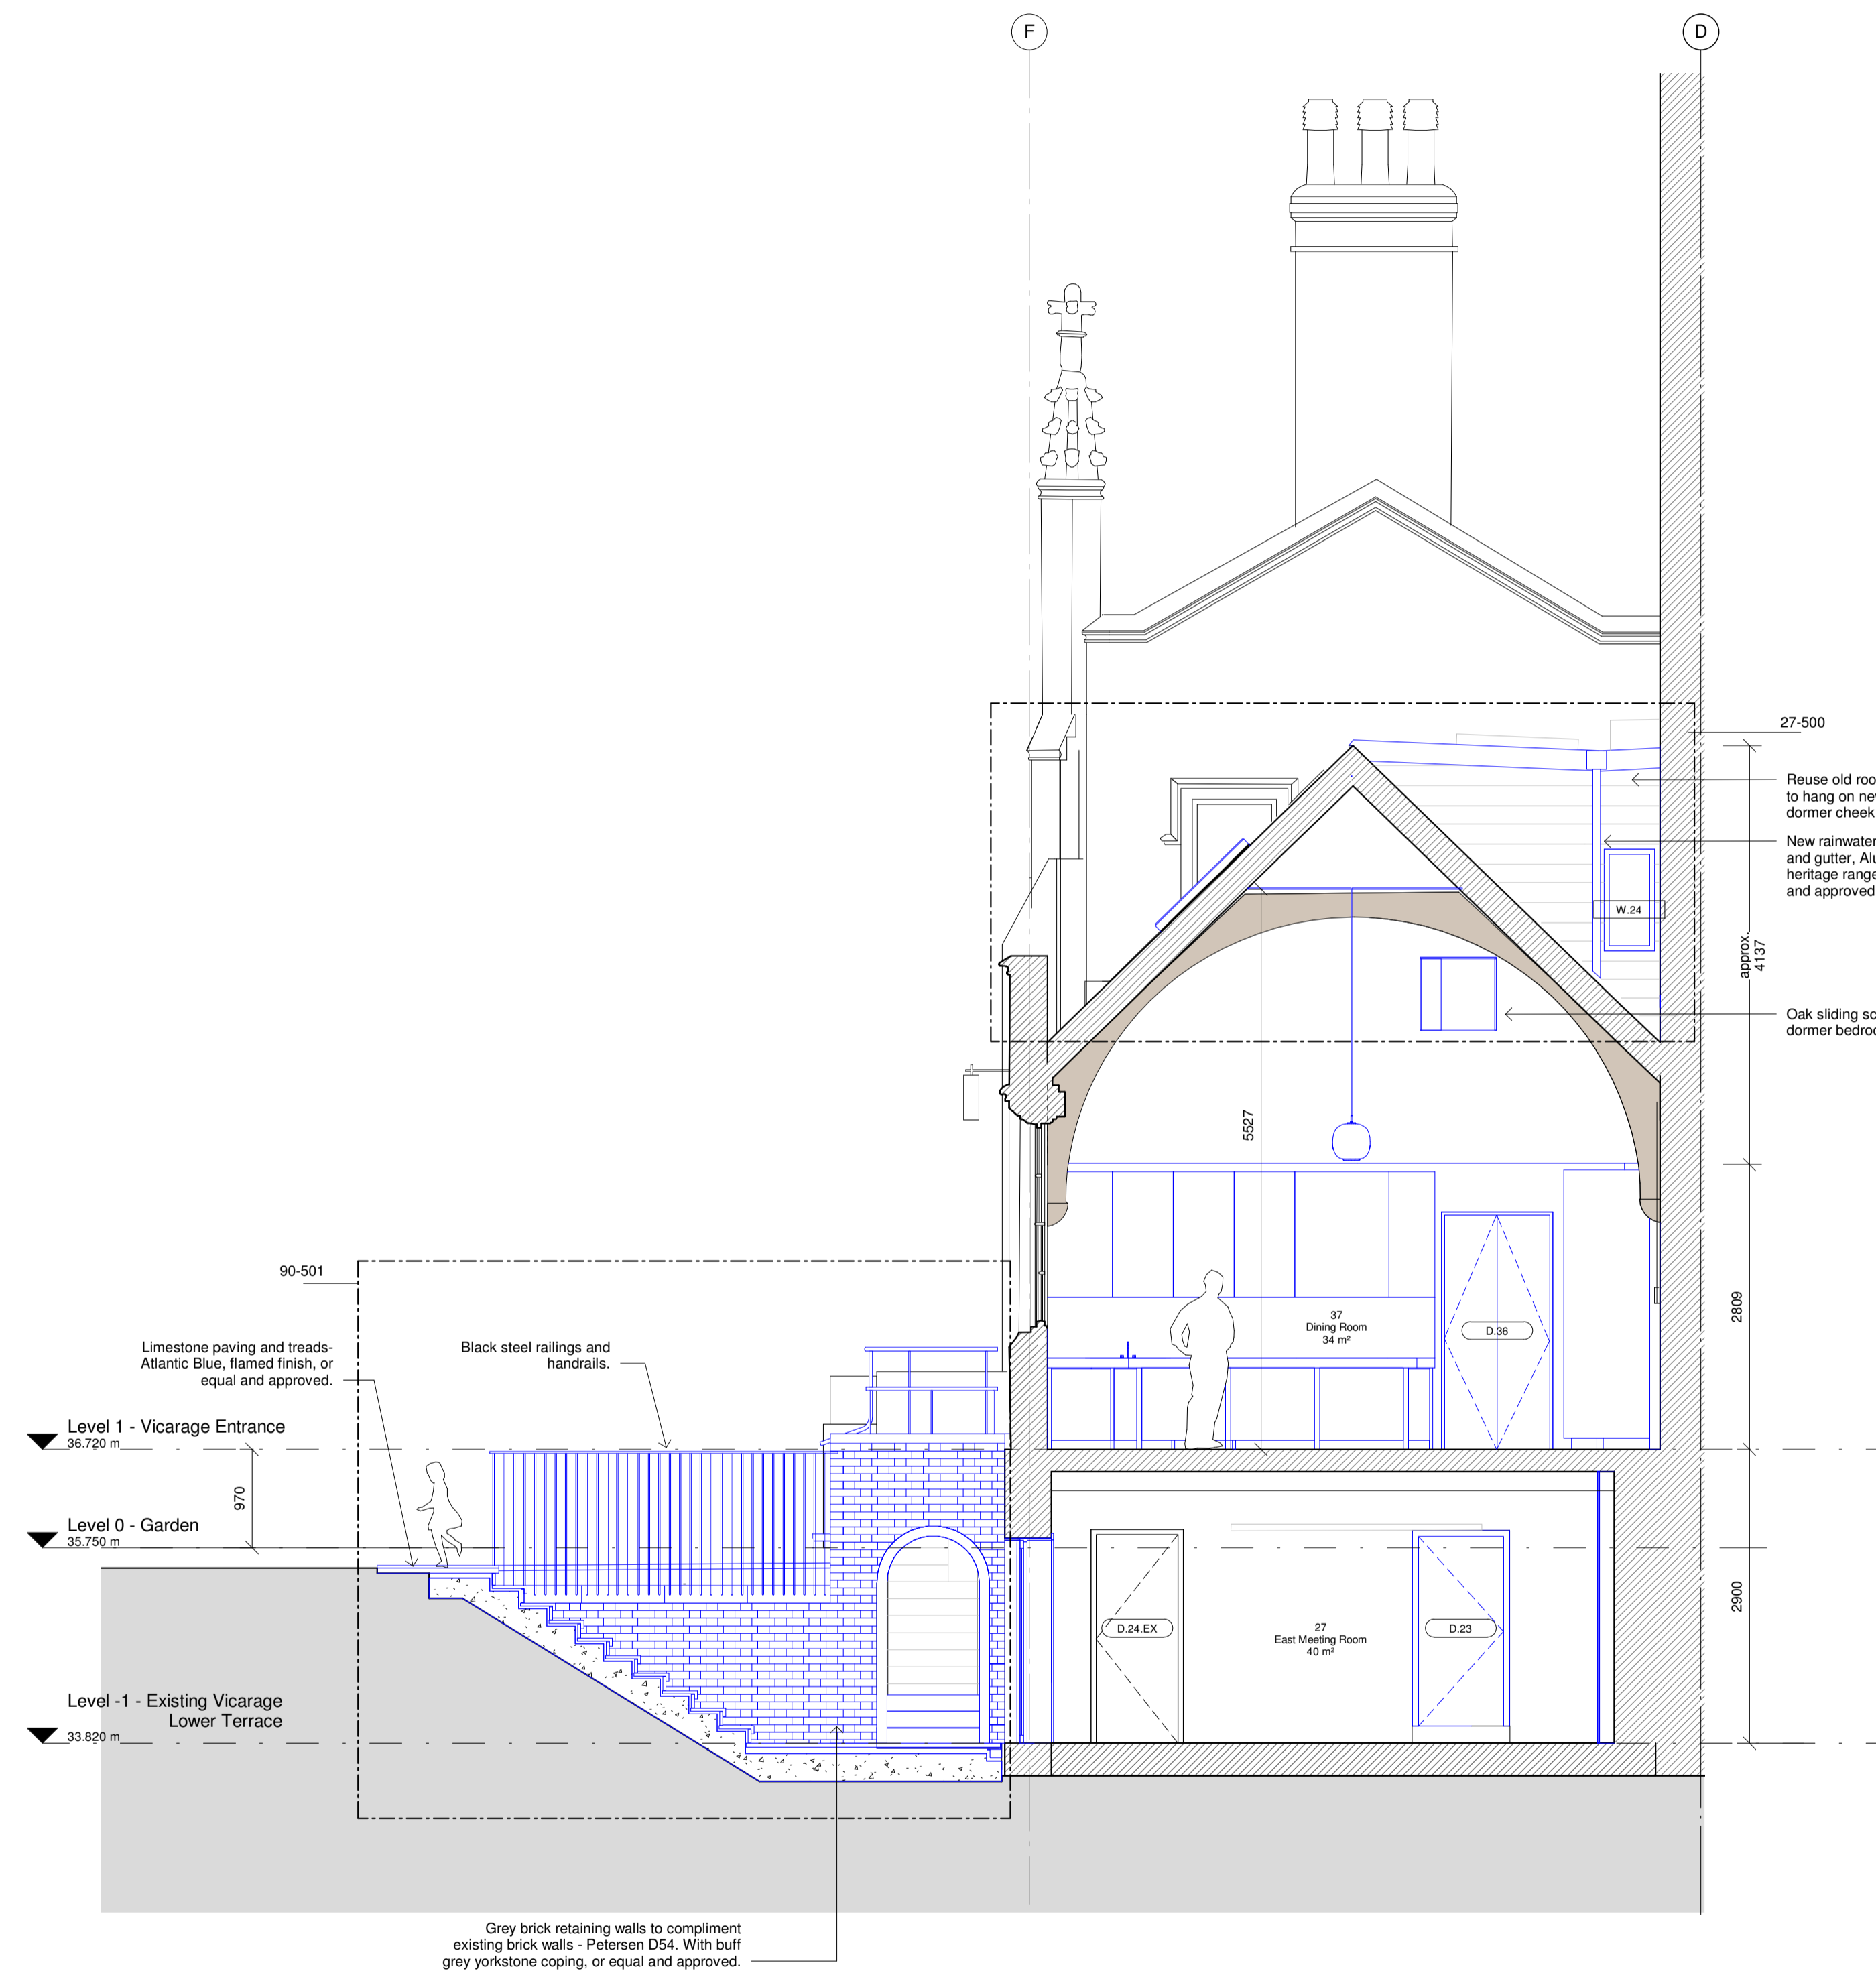 F
D
27-500
Reuse old roo
to hang on ne
dormer cheek
New rainwater
and gutter, Alu
heritage range
and approved
W.24
approx.
4137
Oak sliding sc
dormer bedroo
5527
90-501
Limestone paving and treads-
Atlantic Blue, flamed finish, or
equal and approved.
Black steel railings and
handrails.
37
Dining Room
34 m²
D.36
2809
Level 1 - Vicarage Entrance
36.720 m
970
Level 0 - Garden
35.750 m
2900
D.24.EX
27
East Meeting Room
40 m²
D.23
Level -1 - Existing Vicarage
Lower Terrace
33.820 m
Grey brick retaining walls to compliment
existing brick walls - Petersen D54. With buff
grey yorkstone coping, or equal and approved.